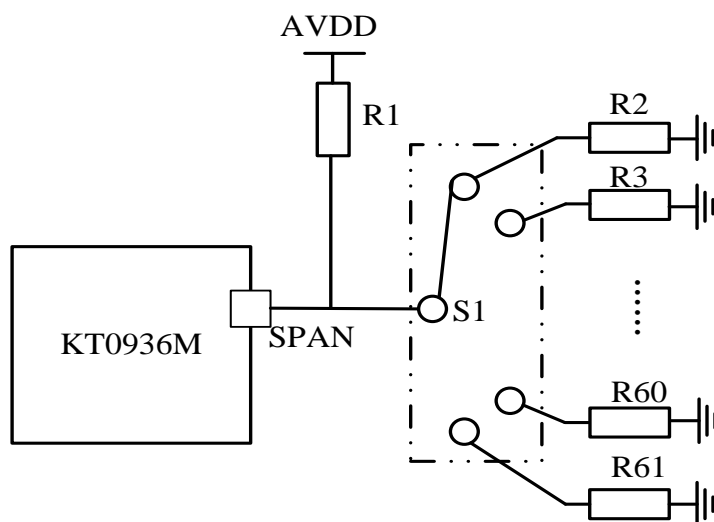 AVDD
R1
R2
R3
KT0936M
SPAN
S1
R60
R61